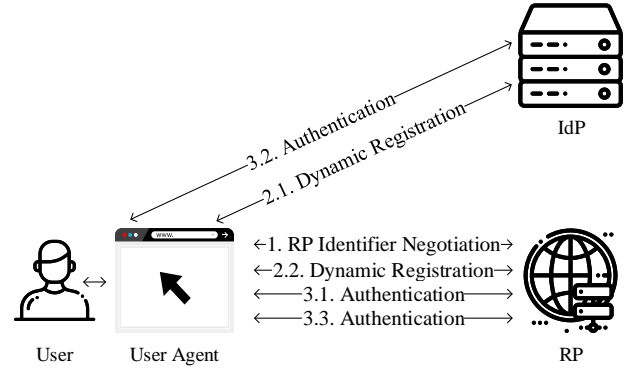 3.2. Authentication
2.1. Dynamic Registration
IdP
www.
1. RP Identifier Negotiation
2.2. Dynamic Registration
3.1. Authentication
3.3. Authentication
User
User Agent
RP